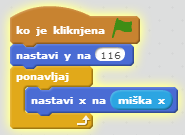 ko je kliknjena
nastavi y na 116
ponavljaj
nastavi x na miška x